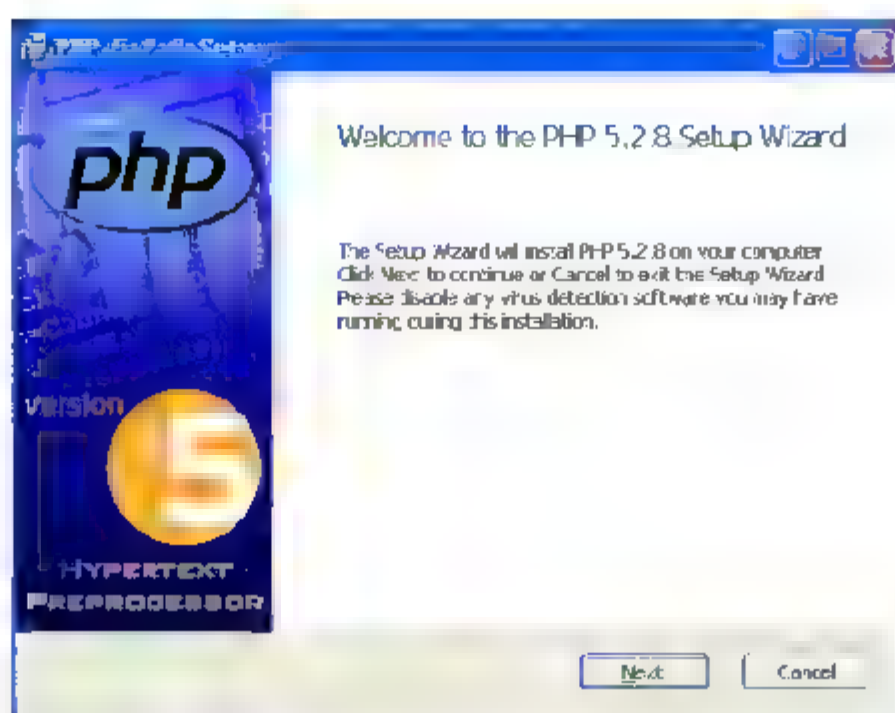 php
Welcome to the PHP 5.2.8 Setup Wizard
The Setup Wizard will install PHP 5.2.8 on your computer
Click Next to continue or Cancel to exit the Setup Wizard
Please disable any virus detection software you may have
running during this installation.
version
5
HYPERTEXT
PREPROCESSOR
Next
Cancel